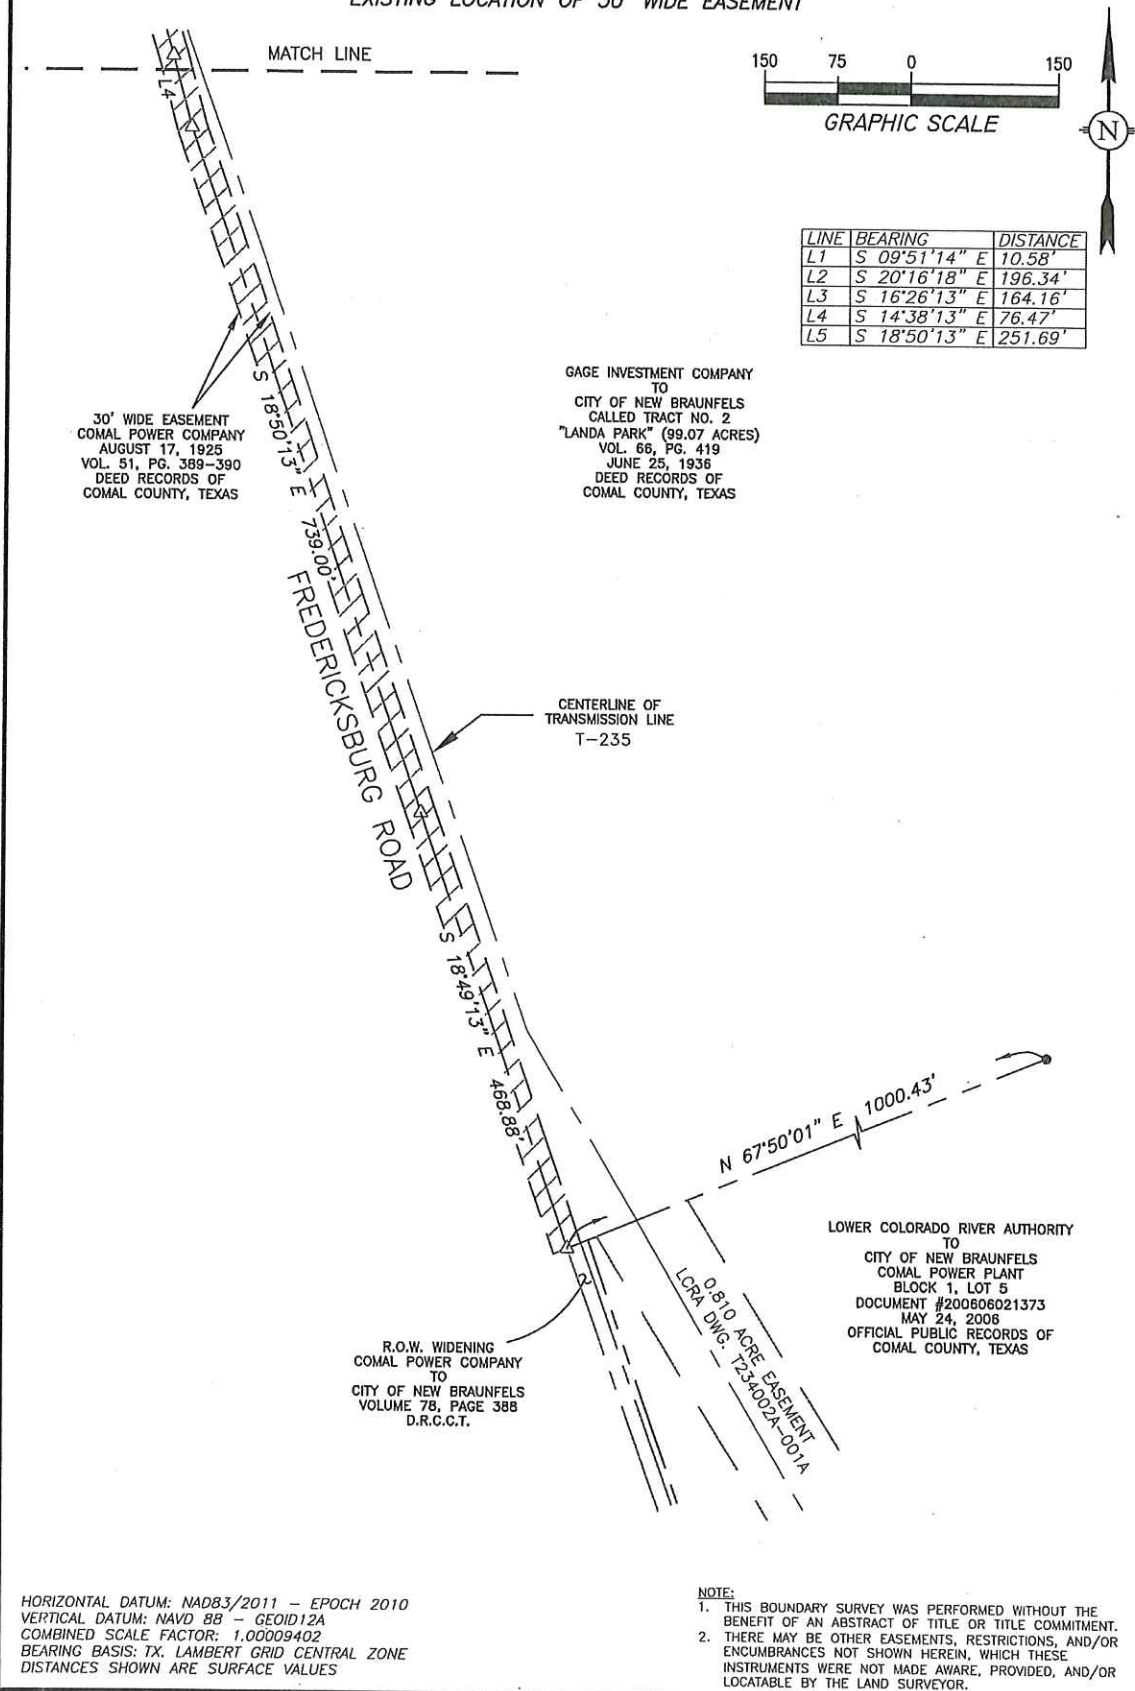 EXISTING LOCATION OF 30' WIDE EASEMENT
MATCH LINE
150 75 0 150
GRAPHIC SCALE
N
L4
LINE BEARING DISTANCE
L1 S 09°51'14" E 10.58'
L2 S 20°16'18" E 196.34'
L3 S 16°26'13" E 164.16'
L4 S 14°38'13" E 76.47'
L5 S 18°50'13" E 251.69'
GAGE INVESTMENT COMPANY
TO
CITY OF NEW BRAUNFELS
CALLED TRACT NO. 2
"LANDA PARK" (99.07 ACRES)
VOL. 66, PG. 419
JUNE 25, 1936
DEED RECORDS OF
COMAL COUNTY, TEXAS
30' WIDE EASEMENT
COMAL POWER COMPANY
AUGUST 17, 1925
VOL. 51, PG. 389-390
DEED RECORDS OF
COMAL COUNTY, TEXAS
S 18°50'13" E 739.00'
FREDERICKSBURG ROAD
CENTERLINE OF
TRANSMISSION LINE
T-235
S 18°49'13" E 468.88'
N 67°50'01" E 1000.43'
LOWER COLORADO RIVER AUTHORITY
TO
CITY OF NEW BRAUNFELS
COMAL POWER PLANT
BLOCK 1, LOT 5
DOCUMENT #200606021373
MAY 24, 2006
OFFICIAL PUBLIC RECORDS OF
COMAL COUNTY, TEXAS
0.810 ACRE EASEMENT
LCRA DWG. T234002A-001A
R.O.W. WIDENING
COMAL POWER COMPANY
TO
CITY OF NEW BRAUNFELS
VOLUME 78, PAGE 388
D.R.C.C.T.
HORIZONTAL DATUM: NAD83/2011 - EPOCH 2010
VERTICAL DATUM: NAVD 88 - GEOID12A
COMBINED SCALE FACTOR: 1.00009402
BEARING BASIS: TX. LAMBERT GRID CENTRAL ZONE
DISTANCES SHOWN ARE SURFACE VALUES
NOTE:
1. THIS BOUNDARY SURVEY WAS PERFORMED WITHOUT THE
BENEFIT OF AN ABSTRACT OF TITLE OR TITLE COMMITMENT.
2. THERE MAY BE OTHER EASEMENTS, RESTRICTIONS, AND/OR
ENCUMBRANCES NOT SHOWN HEREIN, WHICH THESE
INSTRUMENTS WERE NOT MADE AWARE, PROVIDED, AND/OR
LOCATABLE BY THE LAND SURVEYOR.